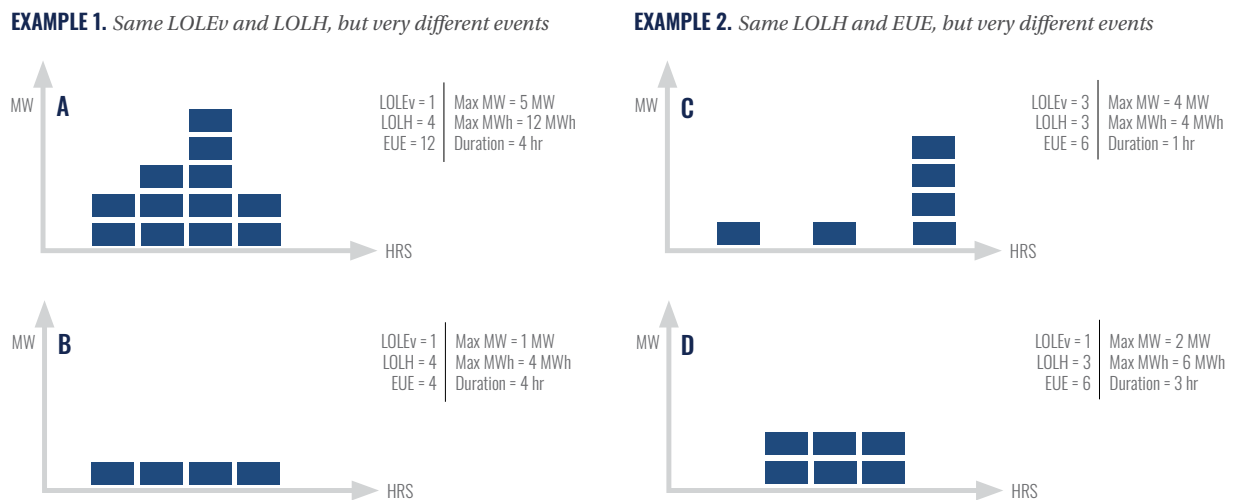 EXAMPLE 1. Same LOLEv and LOLH, but very different events
MW
A
LOLEv = 1
LOLH = 4
EUE = 12
Max MW = 5 MW
Max MWh = 12 MWh
Duration = 4 hr
HRS
MW
B
LOLEv = 1
LOLH = 4
EUE = 4
Max MW = 1 MW
Max MWh = 4 MWh
Duration = 4 hr
HRS
EXAMPLE 2. Same LOLH and EUE, but very different events
MW
C
LOLEv = 3
LOLH = 3
EUE = 6
Max MW = 4 MW
Max MWh = 4 MWh
Duration = 1 hr
HRS
MW
D
LOLEv = 1
LOLH = 3
EUE = 6
Max MW = 2 MW
Max MWh = 6 MWh
Duration = 3 hr
HRS